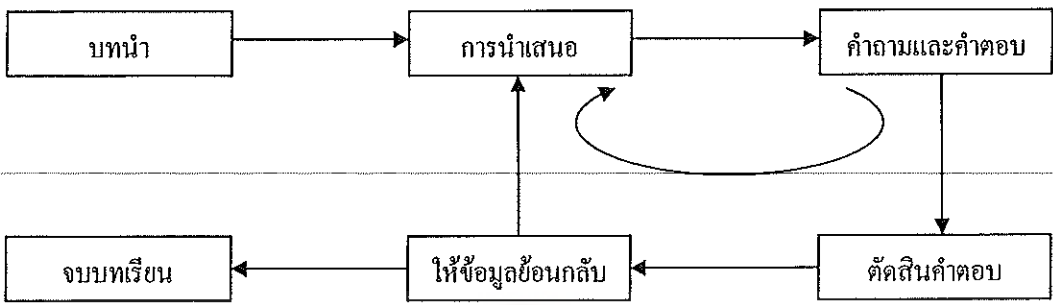 บทนำ
การนำเสนอ
คำถามและคำตอบ
จบบทเรียน
ให้ข้อมูลย้อนกลับ
ตัดสินคำตอบ